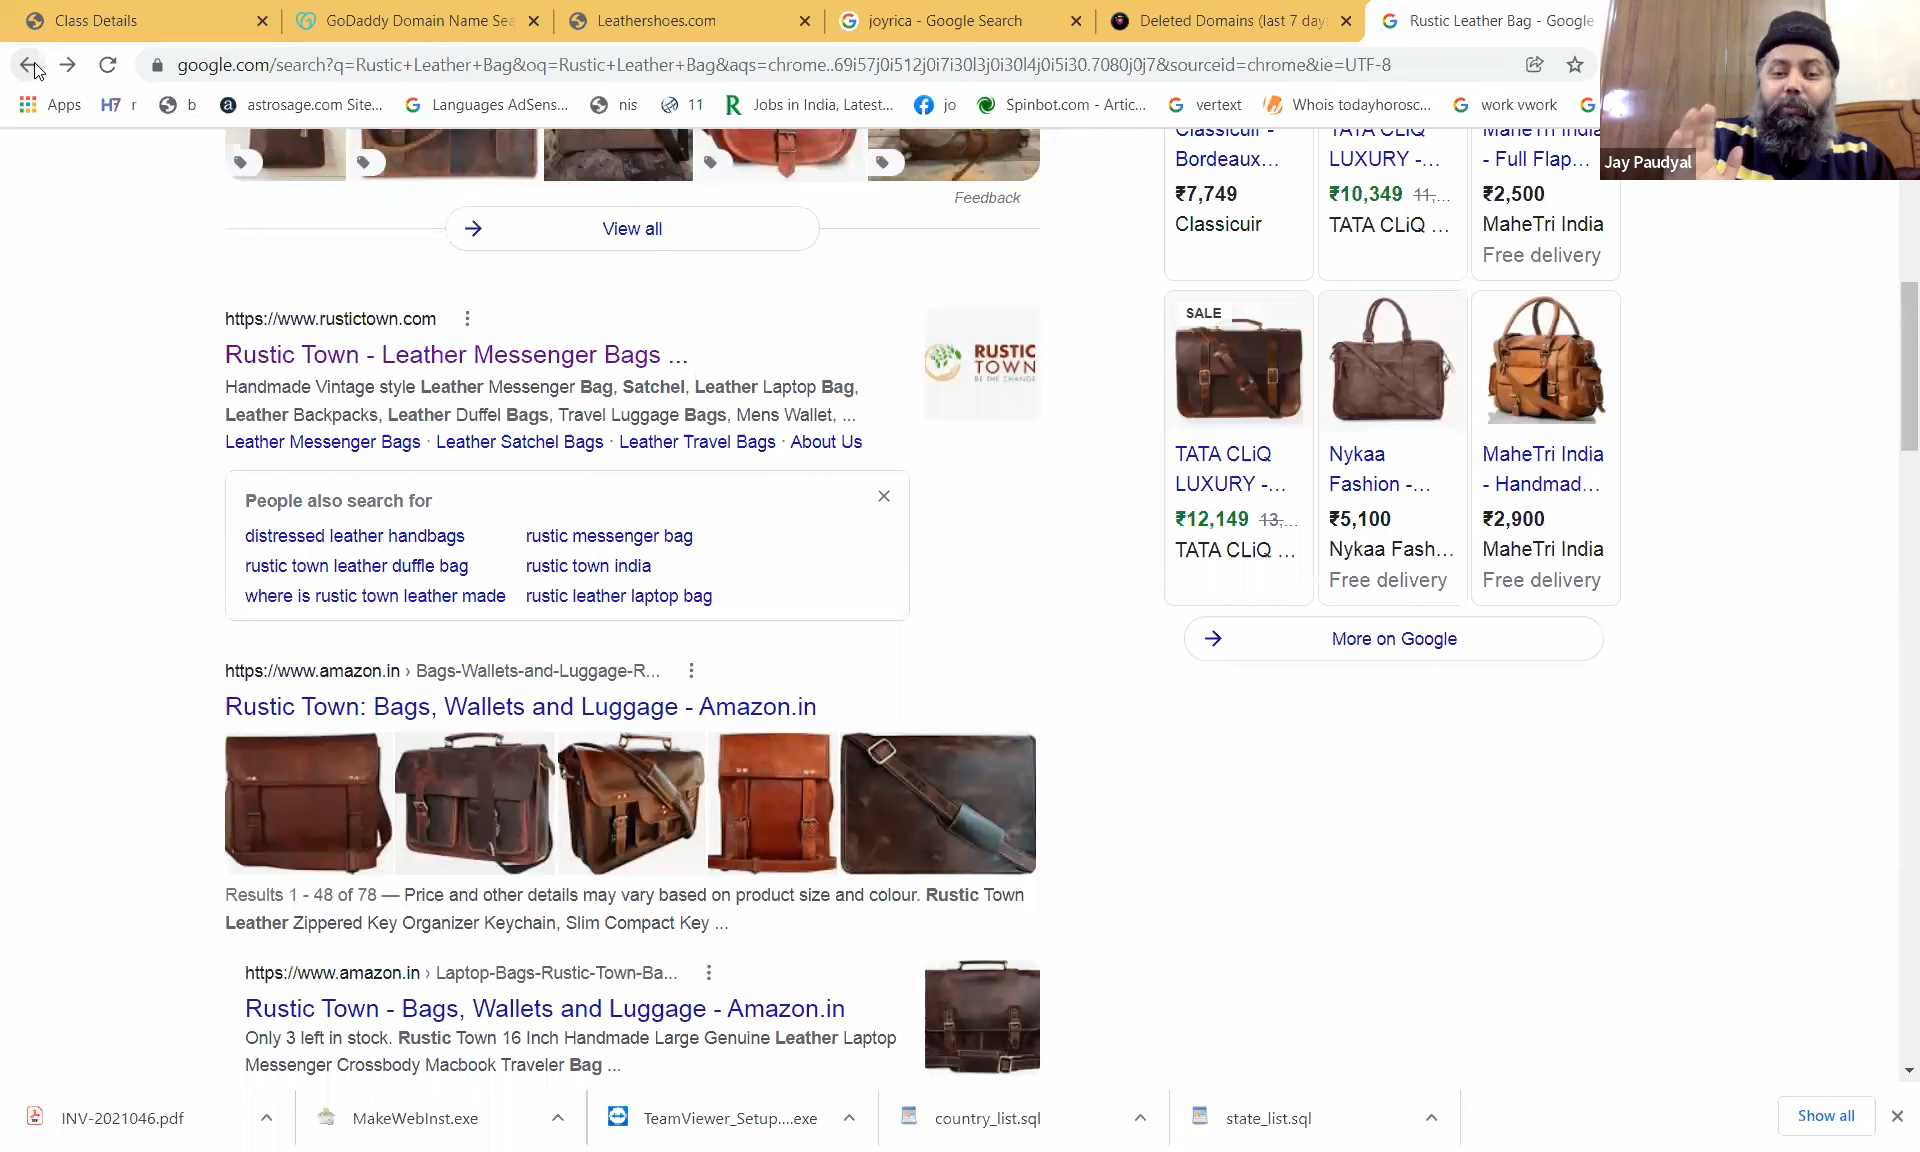 Class Details
GoDaddy Domain Name Sea
Leathershoes.com
joyrica - Google Search
Deleted Domains (last 7 day
Rustic Leather Bag - Google
google.com/search?q=Rustic+Leather+Bag&oq=Rustic+Leather+Bag&aqs=chrome..69i57j0i512j0i7i30l3j0i30l4j0i5i30.7080j0j7&sourceid=chrome&ie=UTF-8
Apps
H7 r
b
a astrosage.com Site...
Languages AdSens...
nis
11
R Jobs in India, Latest...
jo
Spinbot.com - Artic...
vertext
Whois todayhorosc...
work vwork
Jay Paudyal
Feedback
View all
https://www.rustictown.com
Rustic Town - Leather Messenger Bags ...
Handmade Vintage style Leather Messenger Bag, Satchel, Leather Laptop Bag,
Leather Backpacks, Leather Duffel Bags, Travel Luggage Bags, Mens Wallet, ...
Leather Messenger Bags · Leather Satchel Bags · Leather Travel Bags · About Us
RUSTIC
TOWN
BE THE CHANGE
People also search for
distressed leather handbags
rustic messenger bag
rustic town leather duffle bag
rustic town india
where is rustic town leather made
rustic leather laptop bag
https://www.amazon.in › Bags-Wallets-and-Luggage-R...
Rustic Town: Bags, Wallets and Luggage - Amazon.in
Results 1 - 48 of 78 — Price and other details may vary based on product size and colour. Rustic Town
Leather Zippered Key Organizer Keychain, Slim Compact Key ...
https://www.amazon.in › Laptop-Bags-Rustic-Town-Ba...
Rustic Town - Bags, Wallets and Luggage - Amazon.in
Only 3 left in stock. Rustic Town 16 Inch Handmade Large Genuine Leather Laptop
Messenger Crossbody Macbook Traveler Bag ...
Classicuir -
Bordeaux...
₹7,749
Classicuir
TATA CLiQ
LUXURY -...
₹10,349 11,...
TATA CLiQ ...
MaheTri India
- Full Flap...
₹2,500
MaheTri India
Free delivery
SALE
TATA CLiQ
LUXURY -...
₹12,149 13,...
TATA CLiQ ...
Nykaa
Fashion -...
₹5,100
Nykaa Fash...
Free delivery
MaheTri India
- Handmad...
₹2,900
MaheTri India
Free delivery
More on Google
INV-2021046.pdf
MakeWebInst.exe
TeamViewer_Setup....exe
country_list.sql
state_list.sql
Show all